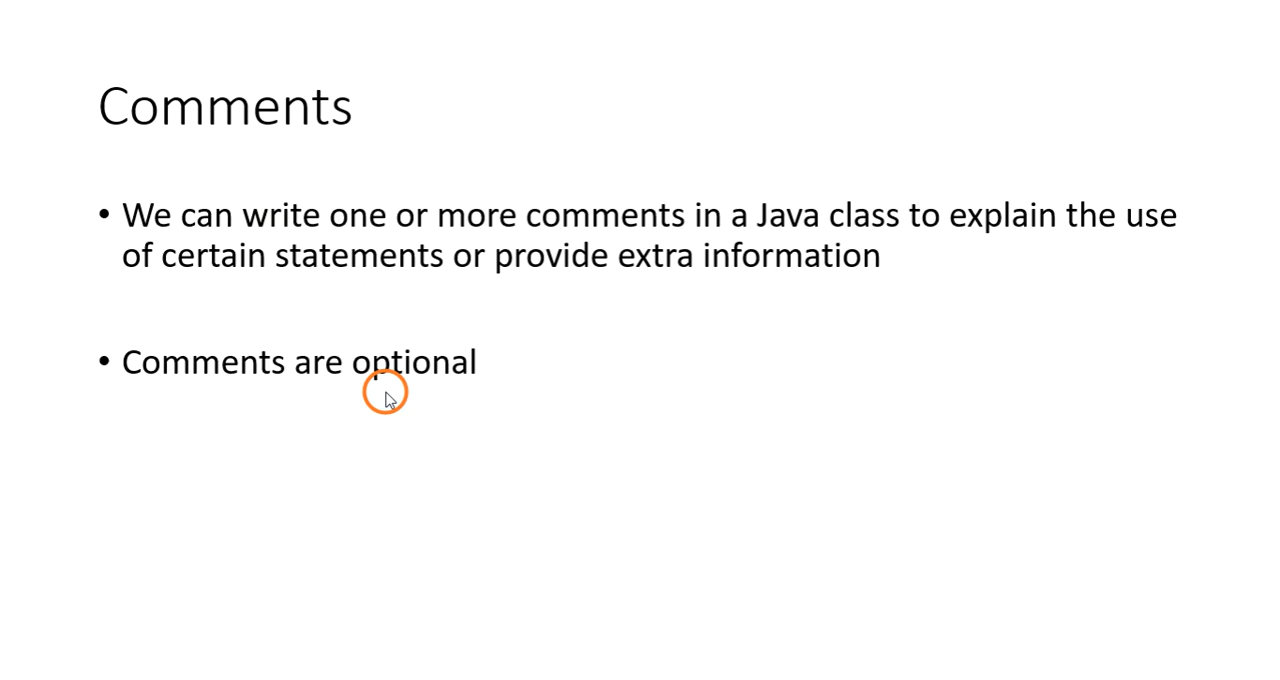 Comments
• We can write one or more comments in a Java class to explain the use
of certain statements or provide extra information
• Comments are optional